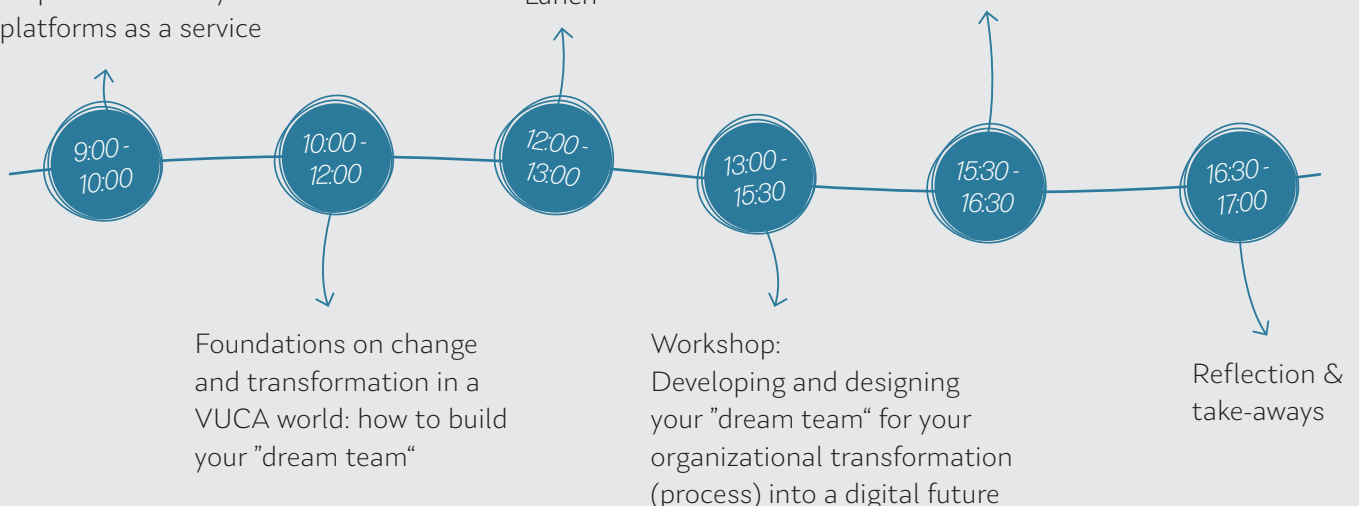 platforms as a service
Lunch
9:00 -
10:00
10:00 -
12:00
12:00 -
13:00
13:00 -
15:30
15:30 -
16:30
16:30 -
17:00
Foundations on change
and transformation in a
VUCA world: how to build
your ”dream team“
Workshop:
Developing and designing
your ”dream team“ for your
organizational transformation
(process) into a digital future
Reflection &
take-aways